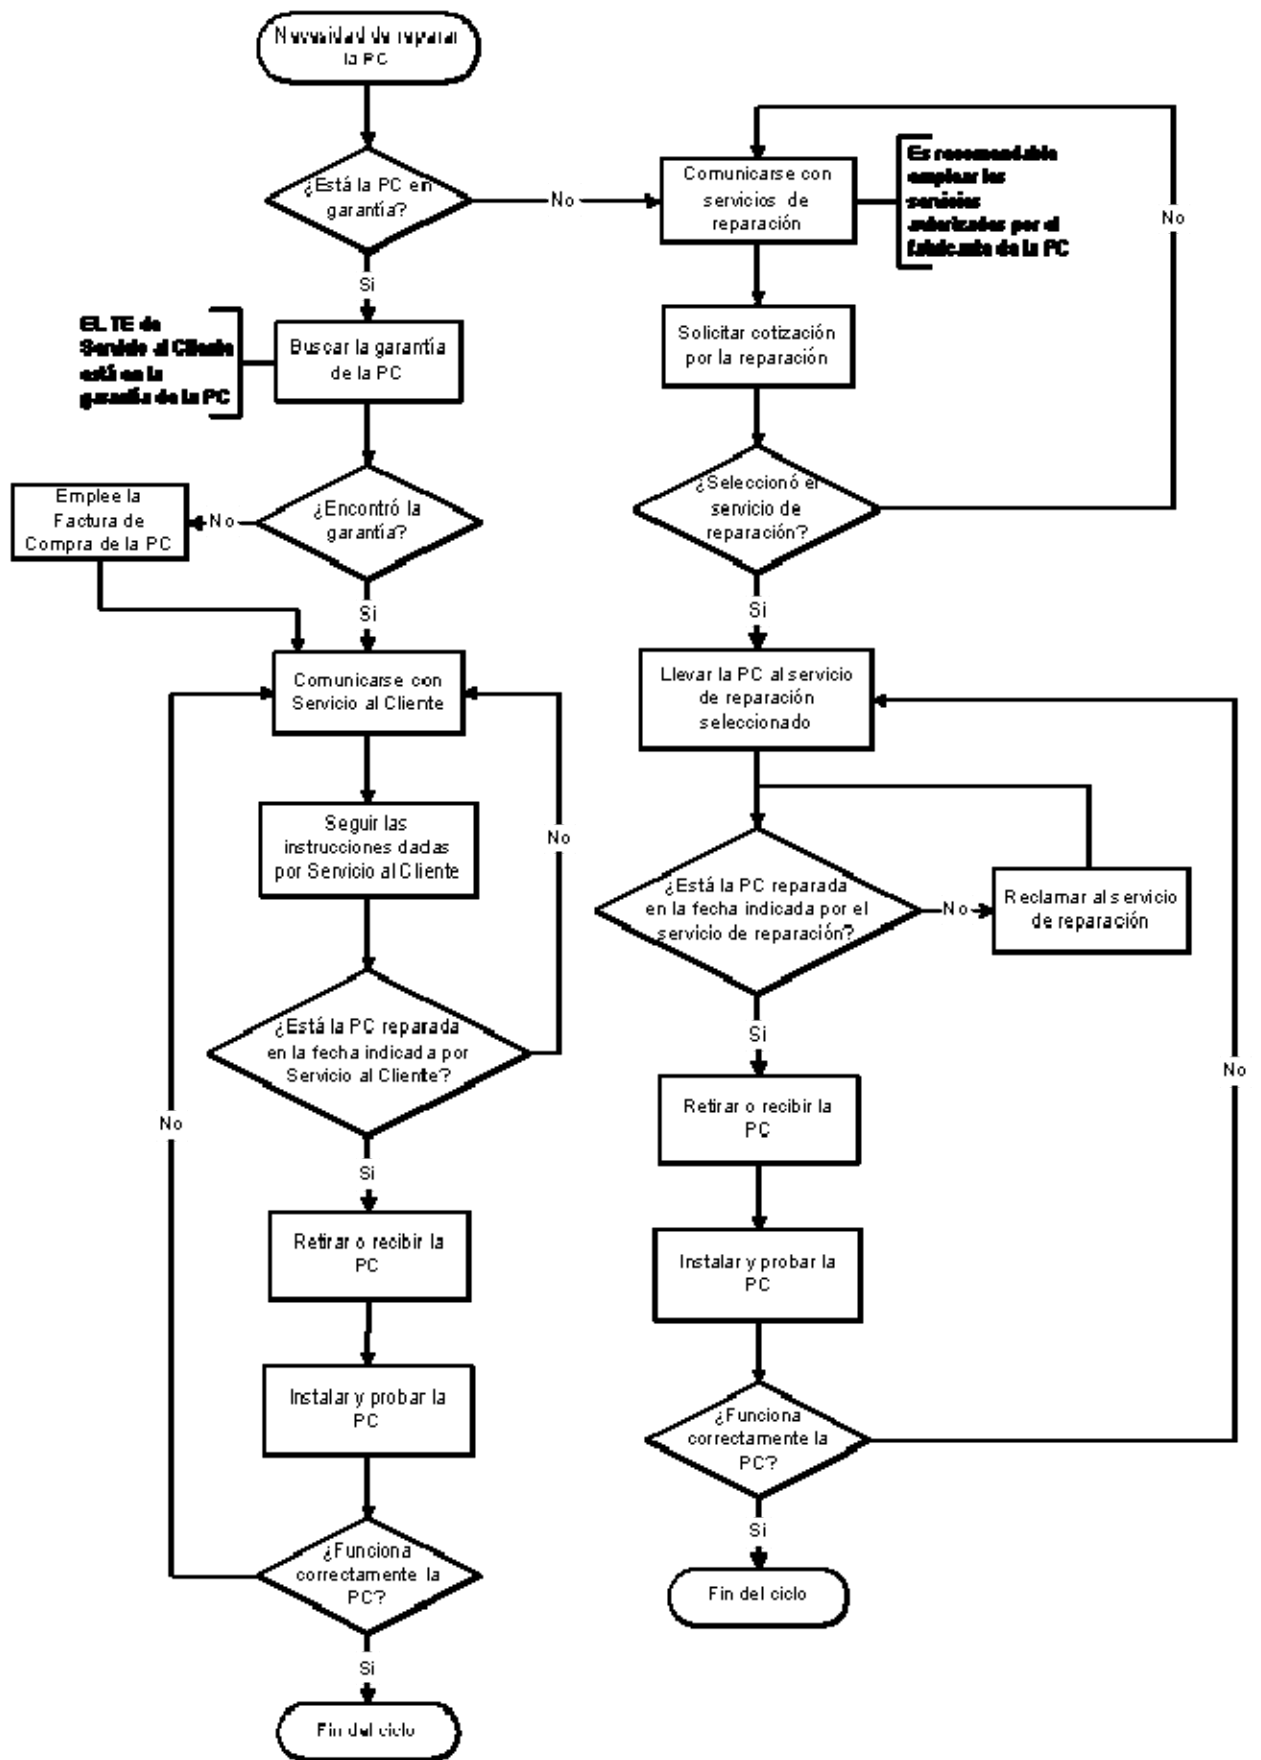 Necesidad de reparar
la PC
¿Está la PC en
garantía?
No
Si
Comunicarse con
servicios de
reparación
Es recomendable
emplear los
servicios
autorizados por el
fabricante de la PC
No
EL TE de
Servicio al Cliente
está en la
garantía de la PC
Buscar la garantía
de la PC
Solicitar cotización
por la reparación
¿Encontró la
garantía?
No
Emplee la
Factura de
Compra de la PC
Si
¿Seleccionó el
servicio de
reparación?
Si
Comunicarse con
Servicio al Cliente
Llevar la PC al servicio
de reparación
seleccionado
Seguir las
instrucciones dadas
por Servicio al Cliente
No
¿Está la PC reparada
en la fecha indicada por el
servicio de reparación?
No
Reclamar al servicio
de reparación
Si
¿Está la PC reparada
en la fecha indicada por
Servicio al Cliente?
No
No
Si
Retirar o recibir la
PC
Retirar o recibir la
PC
Instalar y probar la
PC
Instalar y probar la
PC
¿Funciona
correctamente la
PC?
Si
Fin del ciclo
¿Funciona
correctamente la
PC?
Si
Fin del ciclo